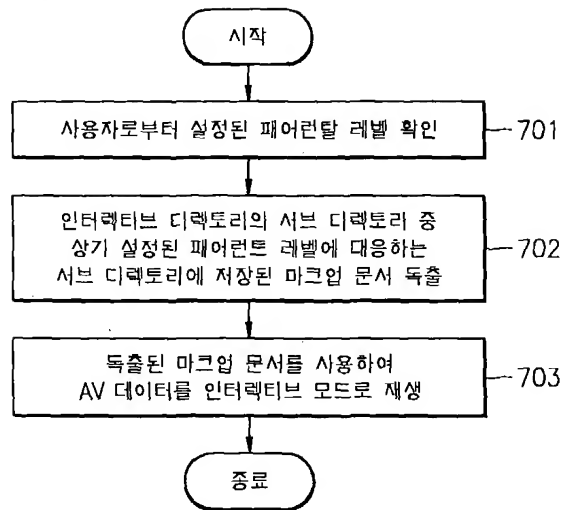 시작
사용자로부터 설정된 패어런탈 레벨 확인
701
인터렉티브 디렉토리의 서브 디렉토리 중
상기 설정된 패어런트 레벨에 대응하는
서브 디렉토리에 저장된 마크업 문서 독출
702
독출된 마크업 문서를 사용하여
AV 데이터를 인터렉티브 모드로 재생
703
종료